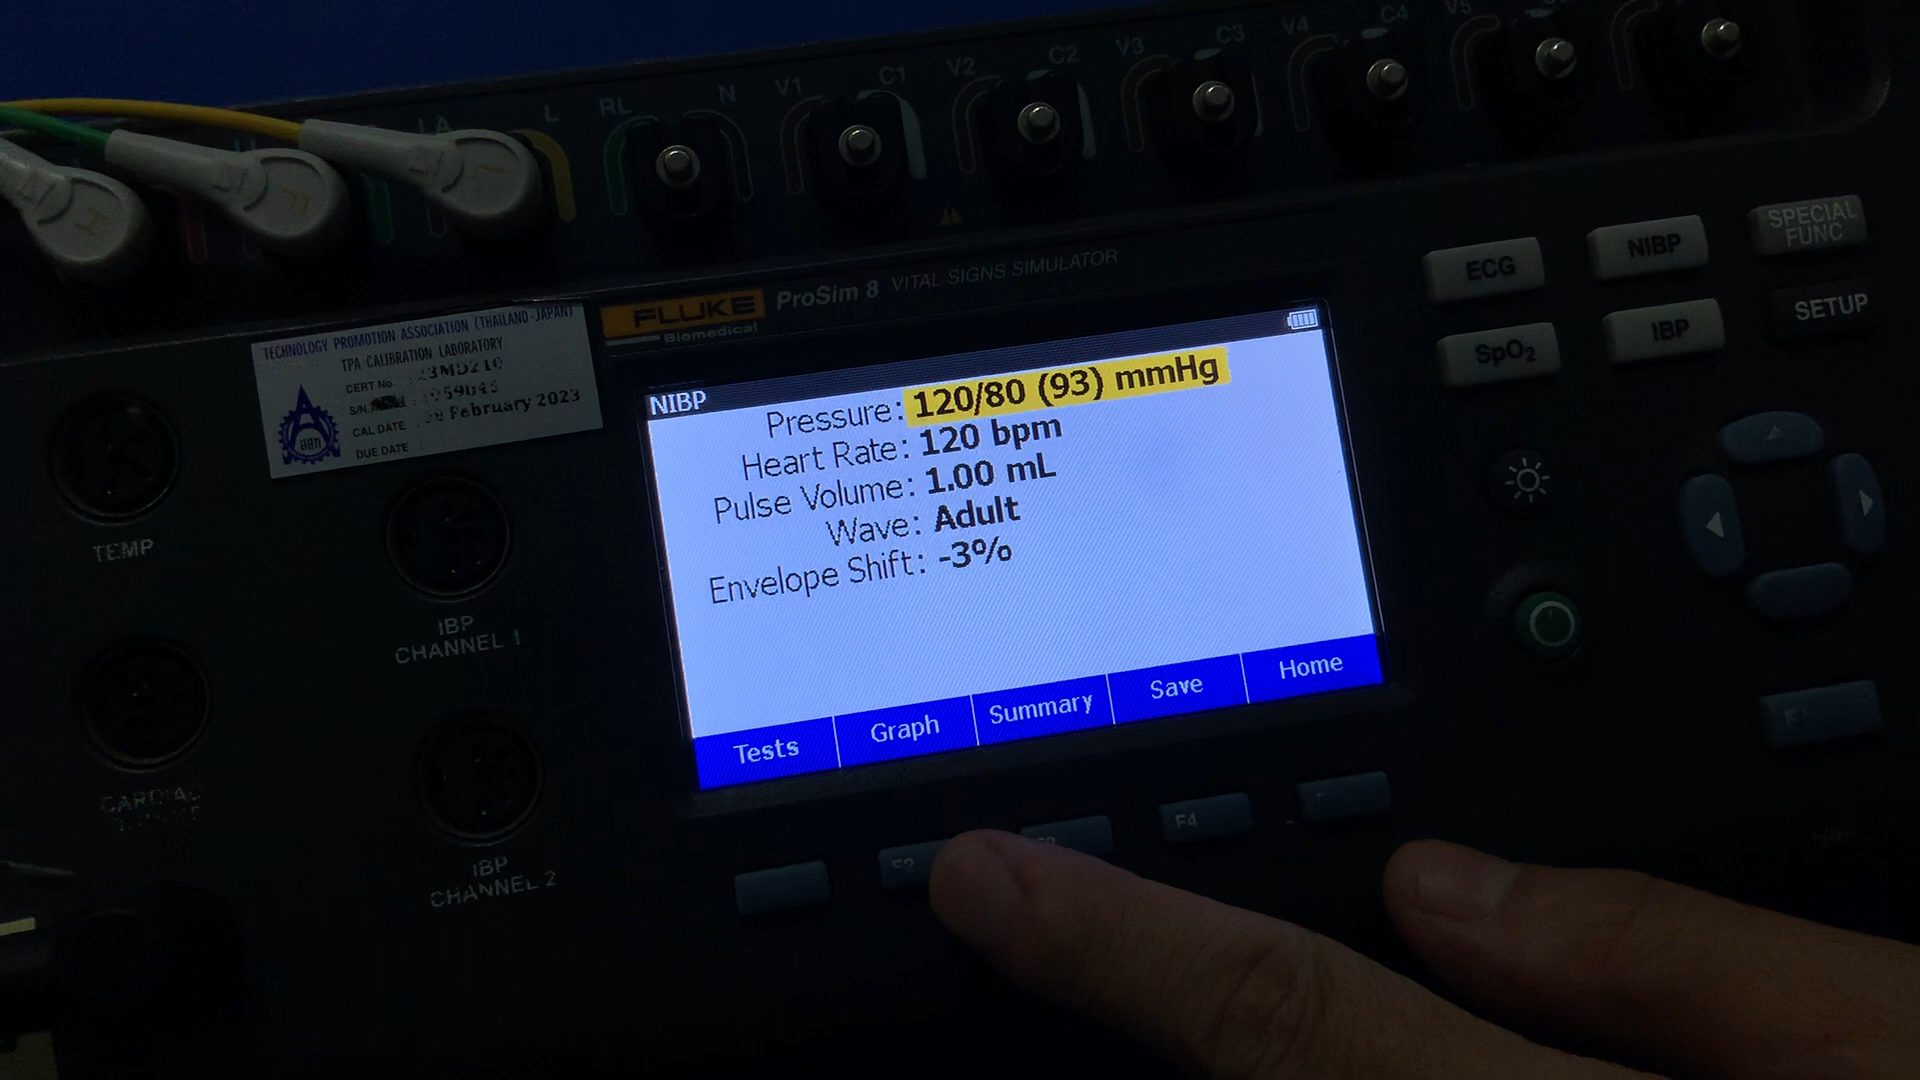 LA L RL N V1 C1 V2 C2 V3 C3 V4 C4 V5
TECHNOLOGY PROMOTION ASSOCIATION (THAILAND-JAPAN)
TPA CALIBRATION LABORATORY
CERT No.
S/N.
CAL DATE : February 2023
DUE DATE :
FLUKE
Biomedical
ProSim 8 VITAL SIGNS SIMULATOR
NIBP
Pressure: 120/80 (93) mmHg
Heart Rate: 120 bpm
Pulse Volume: 1.00 mL
Wave: Adult
Envelope Shift: -3%
Tests Graph Summary Save Home
ECG NIBP SPECIAL FUNC
SpO2 IBP SETUP
TEMP
IBP
CHANNEL 1
CARDIAC
IBP
CHANNEL 2
F2 F4